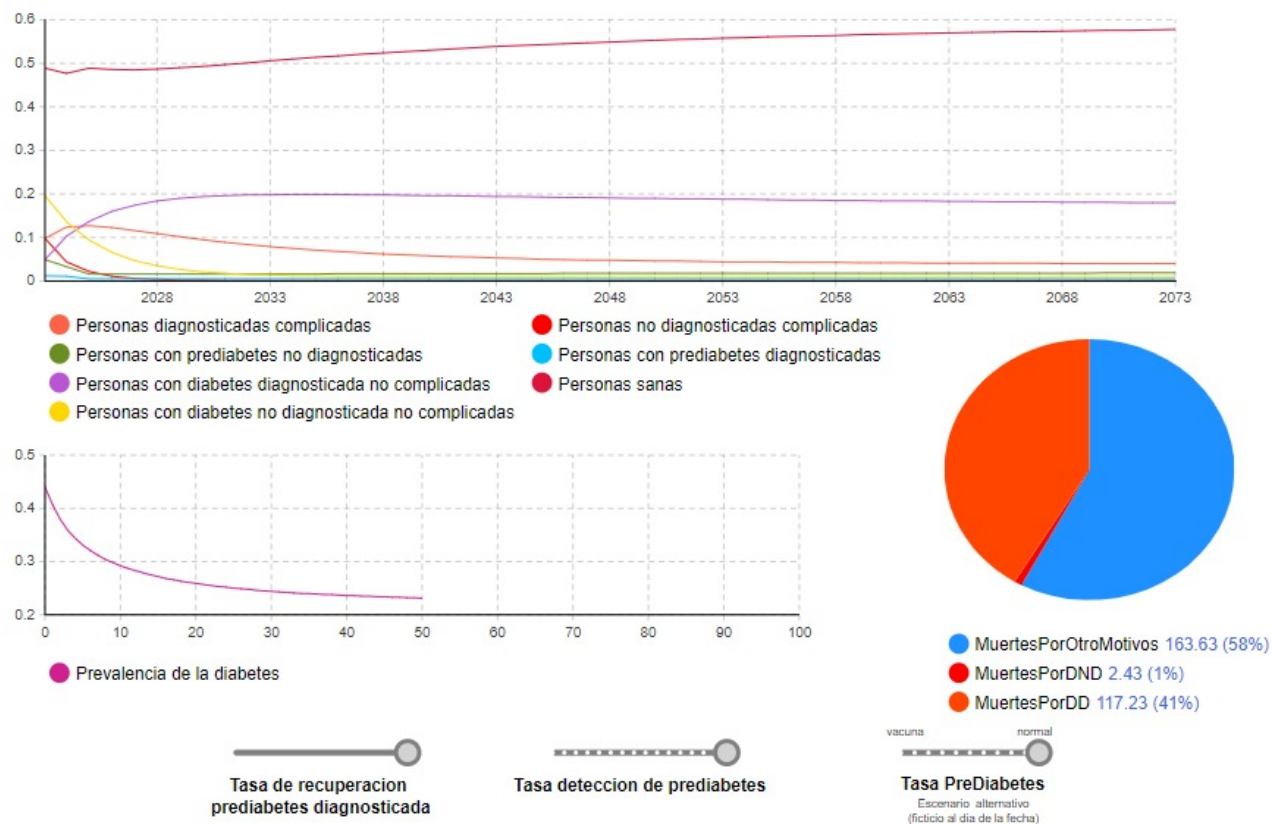 0.6
0.5
0.4
0.3
0.2
0.1
0
2028 2033 2038 2043 2048 2053 2058 2063 2068 2073
Personas diagnosticadas complicadas
Personas no diagnosticadas complicadas
Personas con prediabetes no diagnosticadas
Personas con prediabetes diagnosticadas
Personas con diabetes diagnosticada no complicadas
Personas sanas
Personas con diabetes no diagnosticada no complicadas
0.5
0.4
0.3
0.2
0 10 20 30 40 50 60 70 80 90 100
Prevalencia de la diabetes
MuertesPorOtroMotivos 163.63 (58%)
MuertesPorDND 2.43 (1%)
MuertesPorDD 117.23 (41%)
Tasa de recuperacion
prediabetes diagnosticada
Tasa deteccion de prediabetes
vacuna normal
Tasa PreDiabetes
Escenario alternativo
(ficticio al dia de la fecha)